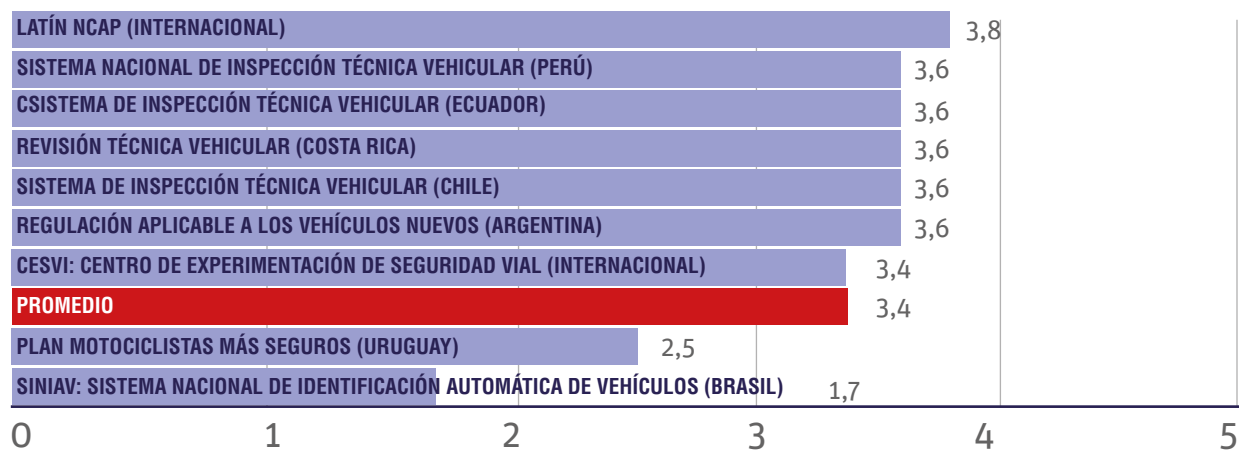 LATÍN NCAP (INTERNACIONAL) 3,8
SISTEMA NACIONAL DE INSPECCIÓN TÉCNICA VEHICULAR (PERÚ) 3,6
CSISTEMA DE INSPECCIÓN TÉCNICA VEHICULAR (ECUADOR) 3,6
REVISIÓN TÉCNICA VEHICULAR (COSTA RICA) 3,6
SISTEMA DE INSPECCIÓN TÉCNICA VEHICULAR (CHILE) 3,6
REGULACIÓN APLICABLE A LOS VEHÍCULOS NUEVOS (ARGENTINA) 3,6
CESVI: CENTRO DE EXPERIMENTACIÓN DE SEGURIDAD VIAL (INTERNACIONAL) 3,4
PROMEDIO 3,4
PLAN MOTOCICLISTAS MÁS SEGUROS (URUGUAY) 2,5
SINIAV: SISTEMA NACIONAL DE IDENTIFICACIÓN AUTOMÁTICA DE VEHÍCULOS (BRASIL) 1,7
0 1 2 3 4 5